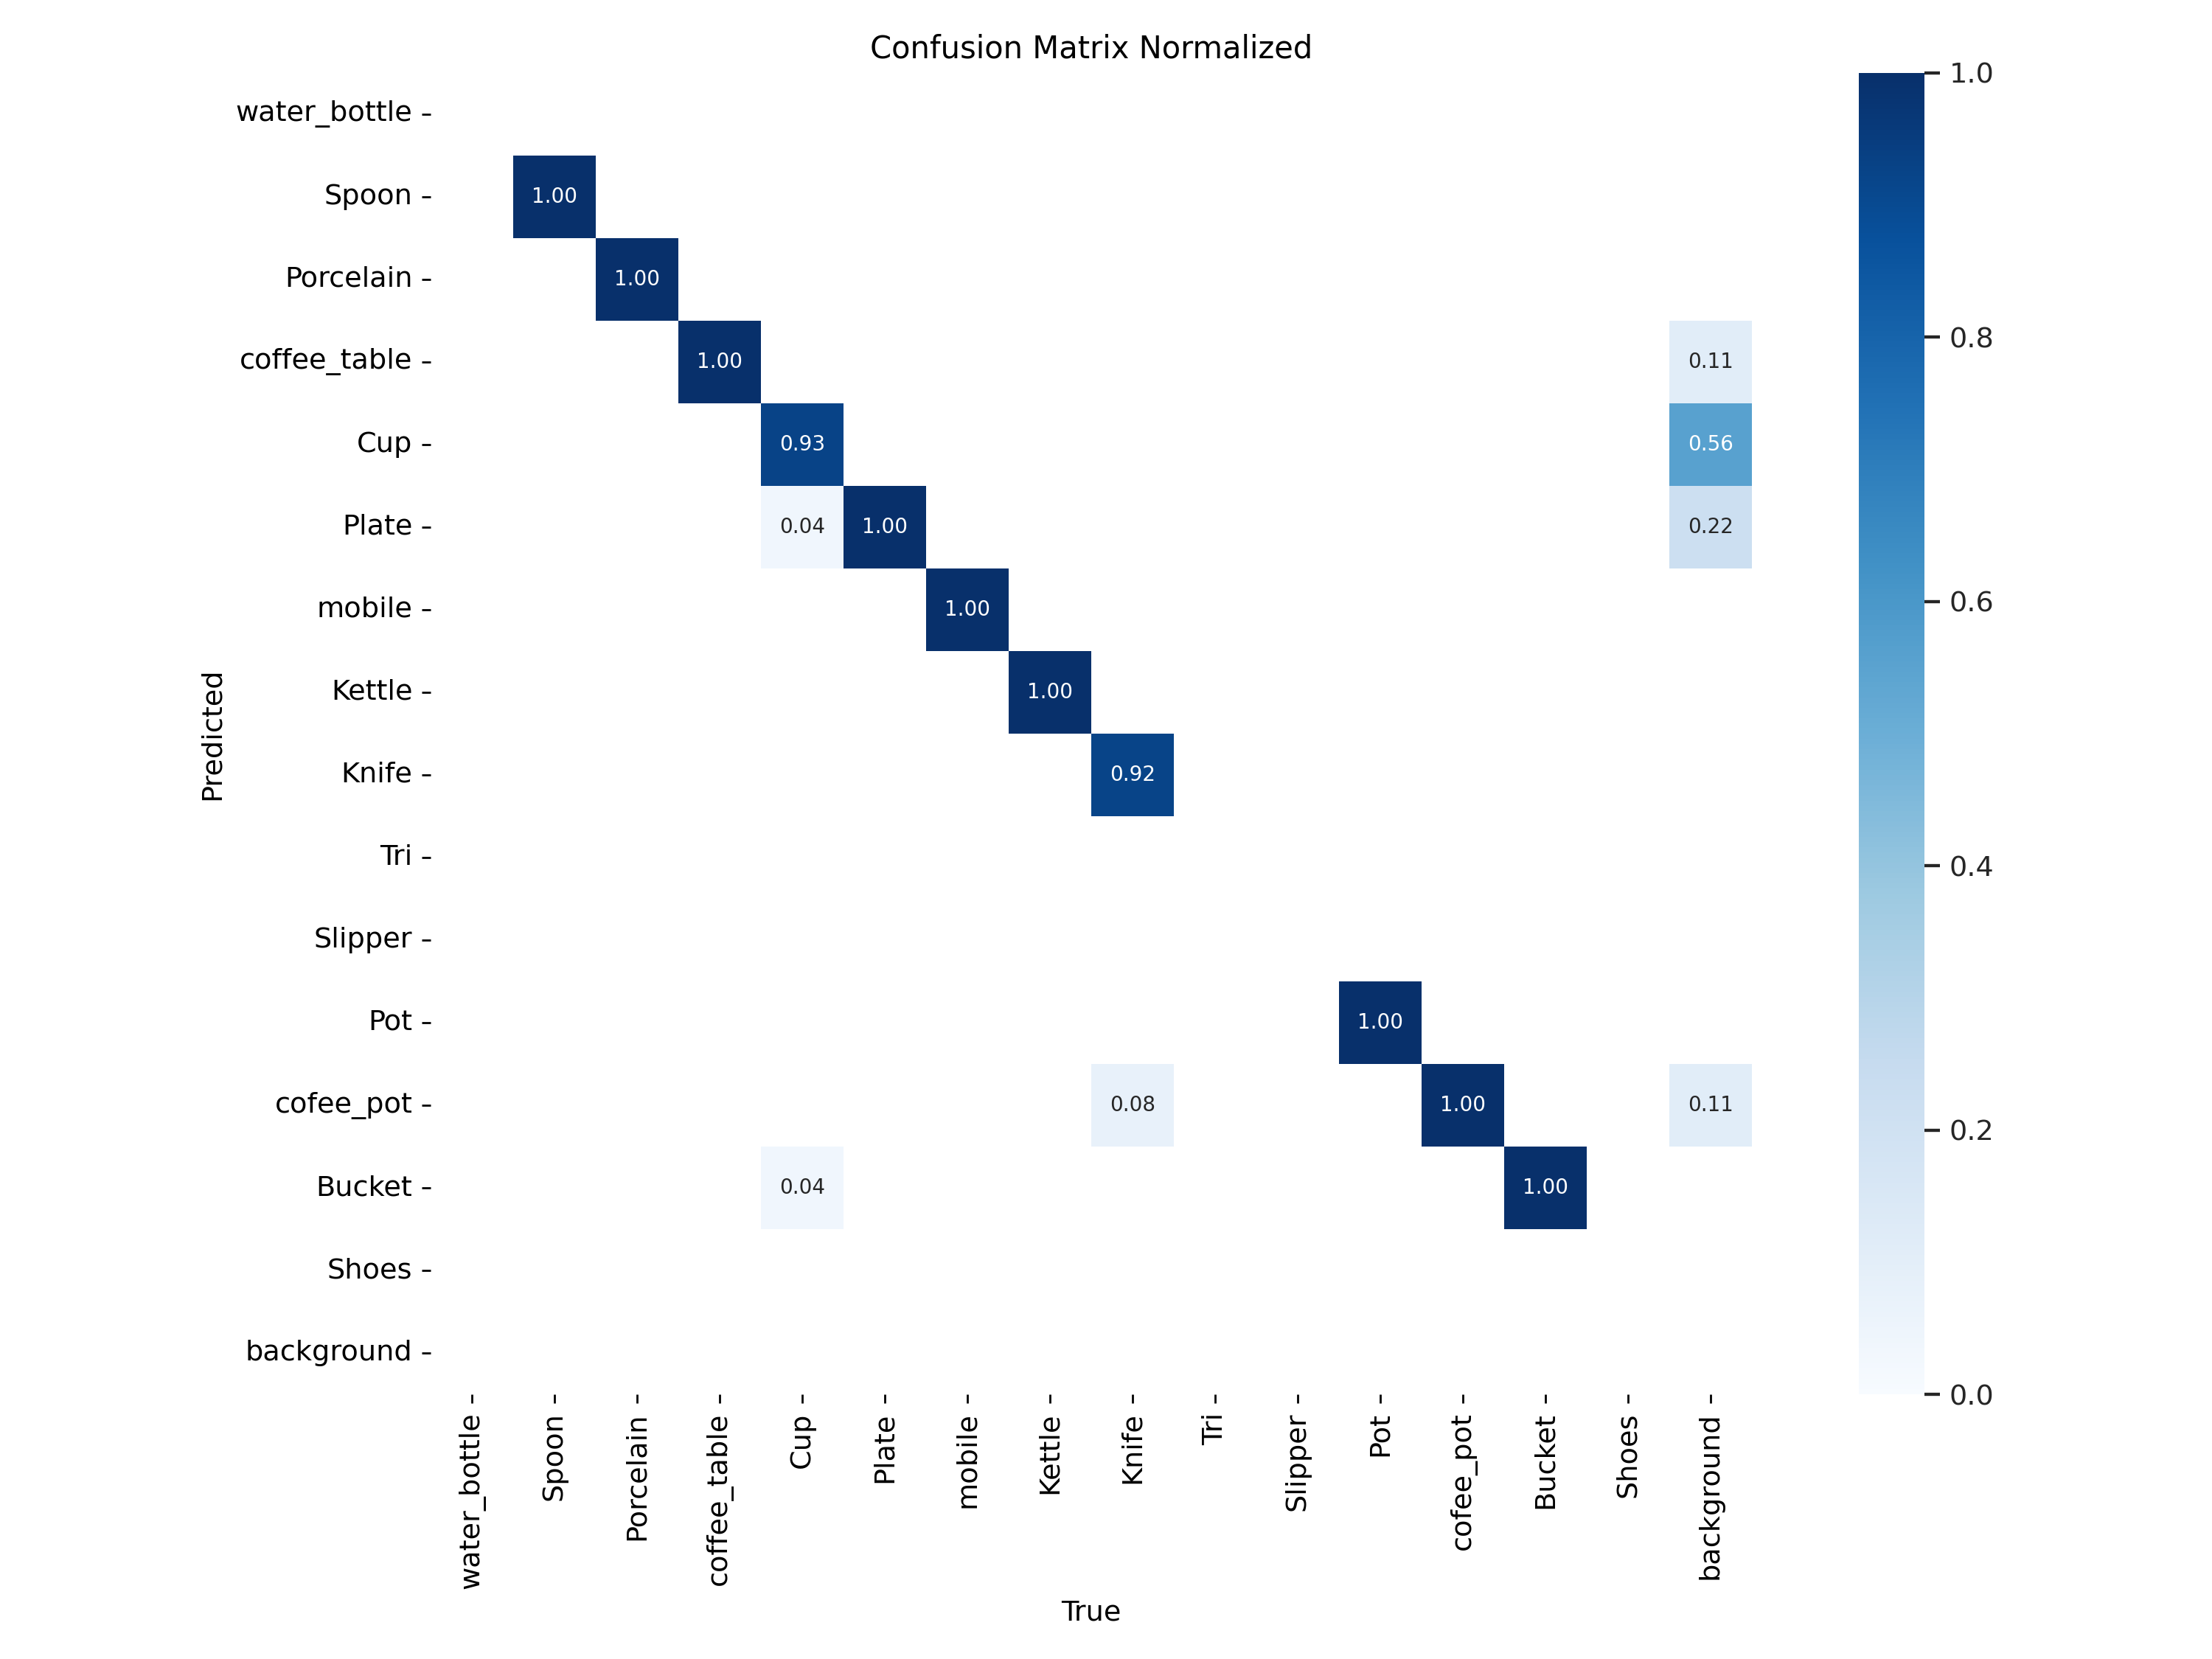 Confusion Matrix Normalized
water_bottle
Spoon 1.00
Porcelain 1.00
coffee_table 1.00 0.11
Cup 0.93 0.56
Plate 0.04 1.00 0.22
mobile 1.00
Kettle 1.00
Knife 0.92
Tri
Slipper
Pot 1.00
cofee_pot 0.08 1.00 0.11
Bucket 0.04 1.00
Shoes
background
Predicted
water_bottle Spoon Porcelain coffee_table Cup Plate mobile Kettle Knife Tri Slipper Pot cofee_pot Bucket Shoes background
True
1.0
0.8
0.6
0.4
0.2
0.0